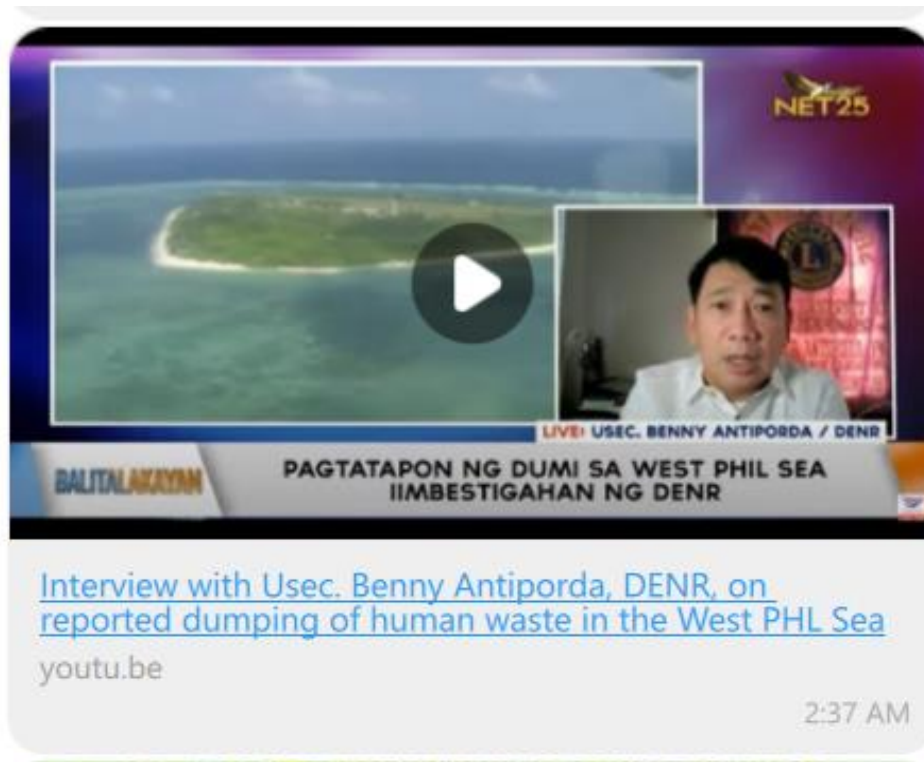 NET25
LIVE: USEC. BENNY ANTIPORDA / DENR
BALITALAKAYAN
PAGTATAPON NG DUMI SA WEST PHIL SEA
IIMBESTIGAHAN NG DENR
Interview with Usec. Benny Antiporda, DENR, on
reported dumping of human waste in the West PHL Sea
youtu.be
2:37 AM